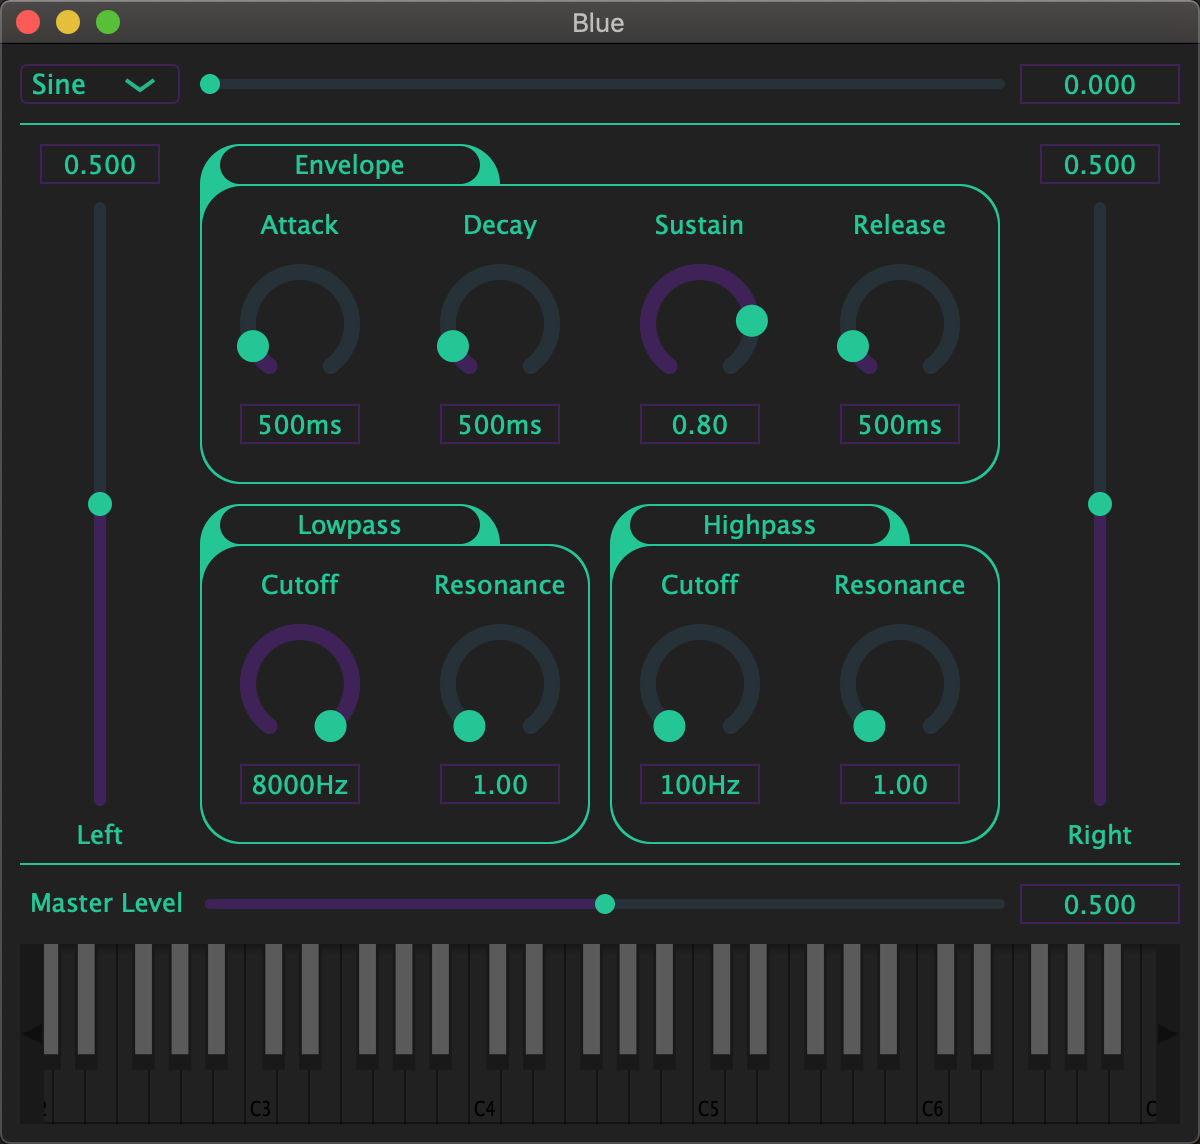 Blue
Sine
0.000
0.500
Envelope
0.500
Attack Decay Sustain Release
500ms 500ms 0.80 500ms
Lowpass Highpass
Cutoff Resonance Cutoff Resonance
8000Hz 1.00 100Hz 1.00
Left Right
Master Level 0.500
C3 C4 C5 C6 C